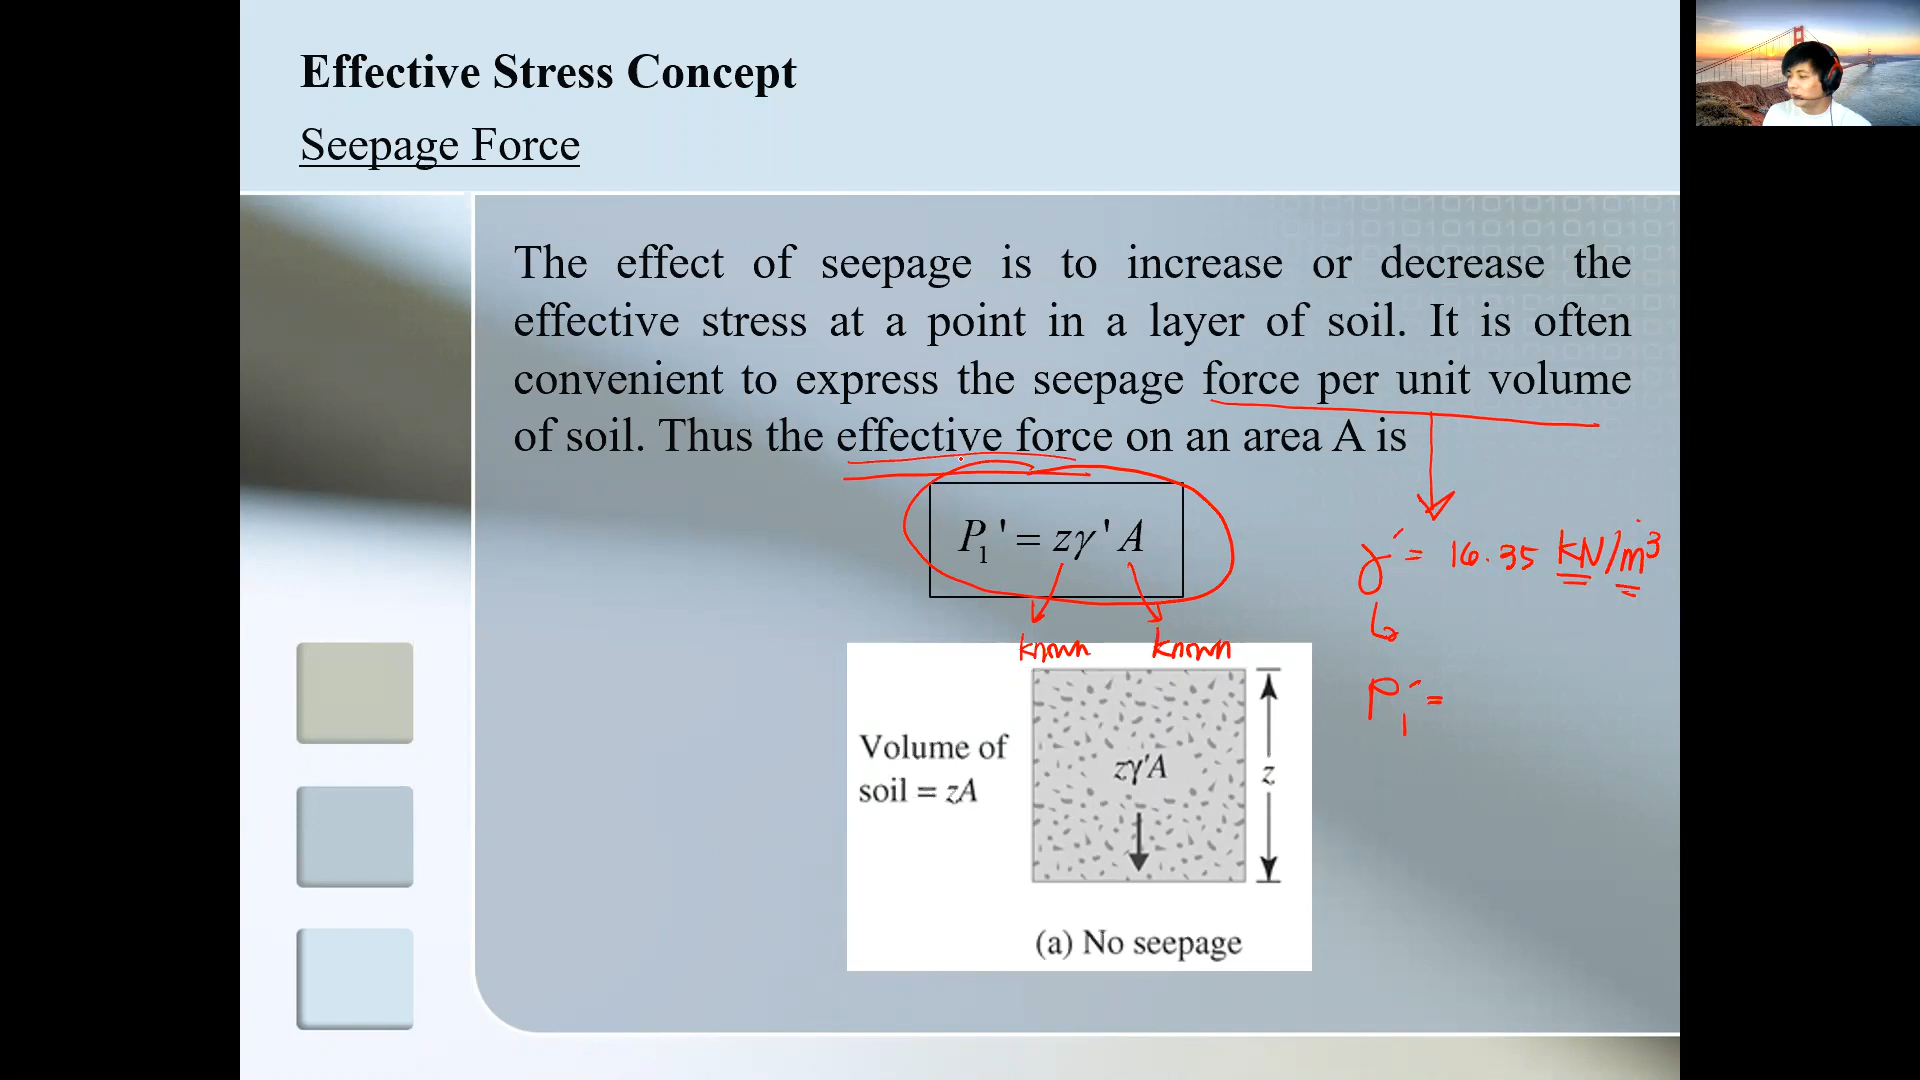 Effective Stress Concept
Seepage Force
The effect of seepage is to increase or decrease the
effective stress at a point in a layer of soil. It is often
convenient to express the seepage force per unit volume
of soil. Thus the effective force on an area A is
P₁' = zγ'A
γ' = 16.35 kN/m³
known known
P₁' =
Volume of
soil = zA
zγ'A
z
(a) No seepage